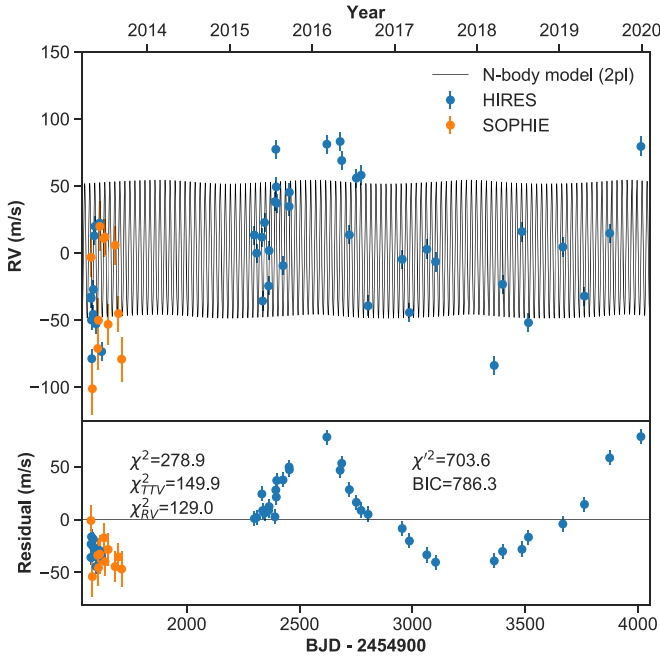 Year
2014 2015 2016 2017 2018 2019 2020
150
100
50
0
−50
−100
RV (m/s)
N-body model (2pl)
HIRES
SOPHIE
50
0
−50
Residual (m/s)
χ²=278.9
χ²_TTV=149.9
χ²_RV=129.0
χ′²=703.6
BIC=786.3
2000 2500 3000 3500 4000
BJD - 2454900